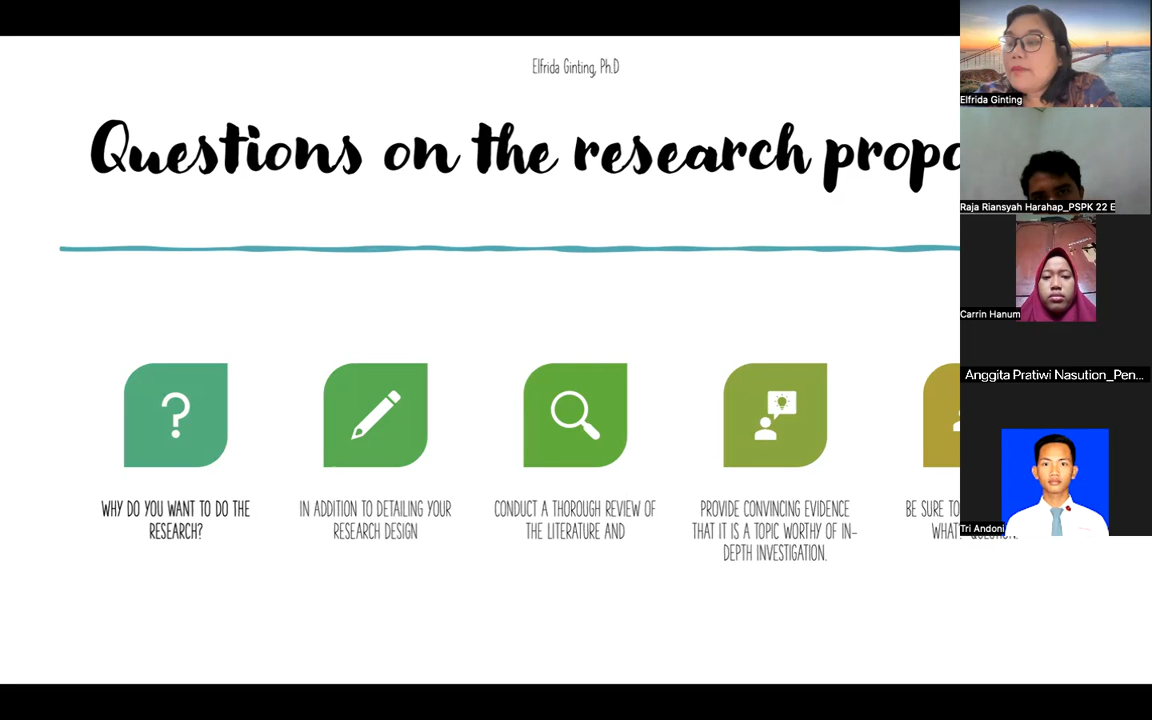 Elfrida Ginting, Ph.D
Questions on the research
WHY DO YOU WANT TO DO THE
RESEARCH?
IN ADDITION TO DETAILING YOUR
RESEARCH DESIGN
CONDUCT A THOROUGH REVIEW OF
THE LITERATURE AND
PROVIDE CONVINCING EVIDENCE
THAT IT IS A TOPIC WORTHY OF IN-
DEPTH INVESTIGATION.
BE SURE TO
Elfrida Ginting
Raja Riansyah Harahap_PSPK 22 E
Carrin Hanum
Anggita Pratiwi Nasution_Pen...
Tri Andoni